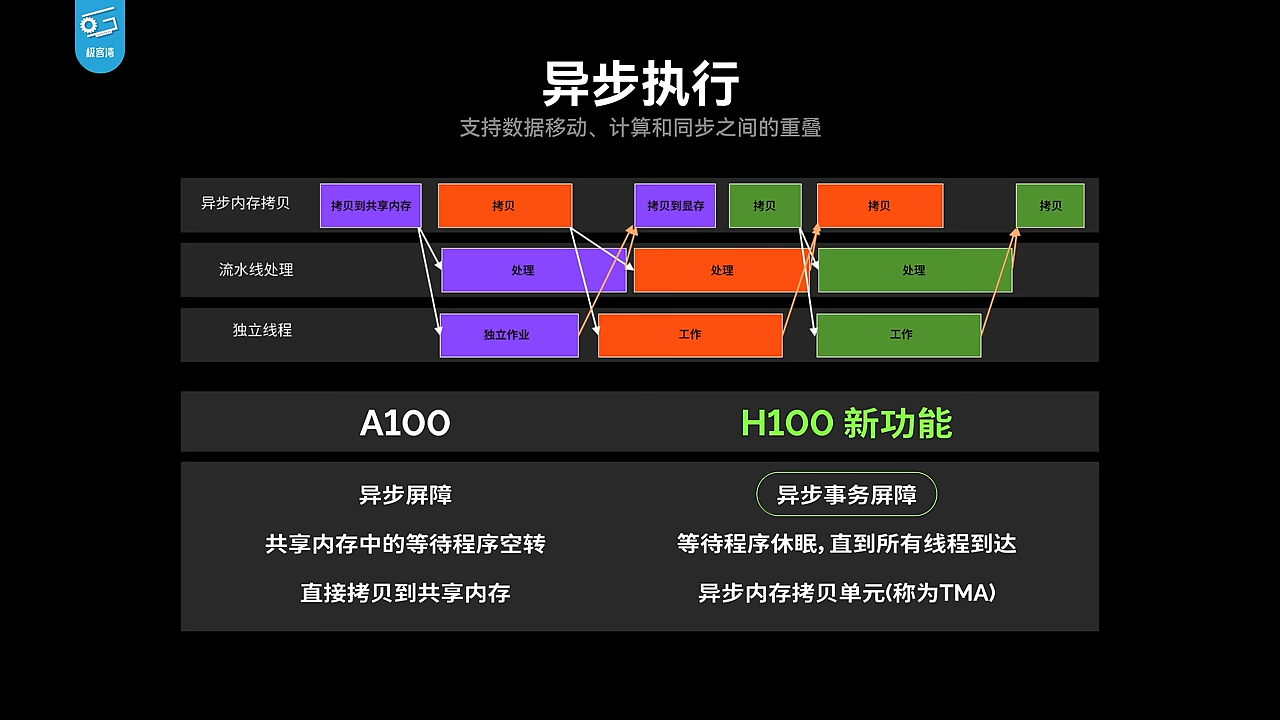 极客湾
异步执行
支持数据移动、计算和同步之间的重叠
异步内存拷贝
拷贝到共享内存
拷贝
拷贝到显存
拷贝
拷贝
拷贝
流水线处理
处理
处理
处理
独立线程
独立作业
工作
工作
A100
H100 新功能
异步屏障
异步事务屏障
共享内存中的等待程序空转
等待程序休眠,直到所有线程到达
直接拷贝到共享内存
异步内存拷贝单元(称为TMA)